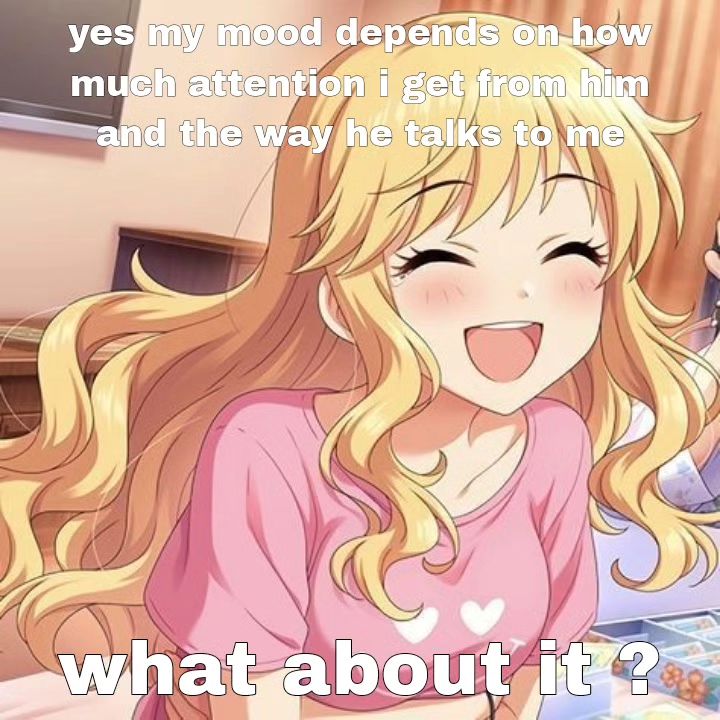 yes my mood depends on how
much attention i get from him
and the way he talks to me
what about it ?